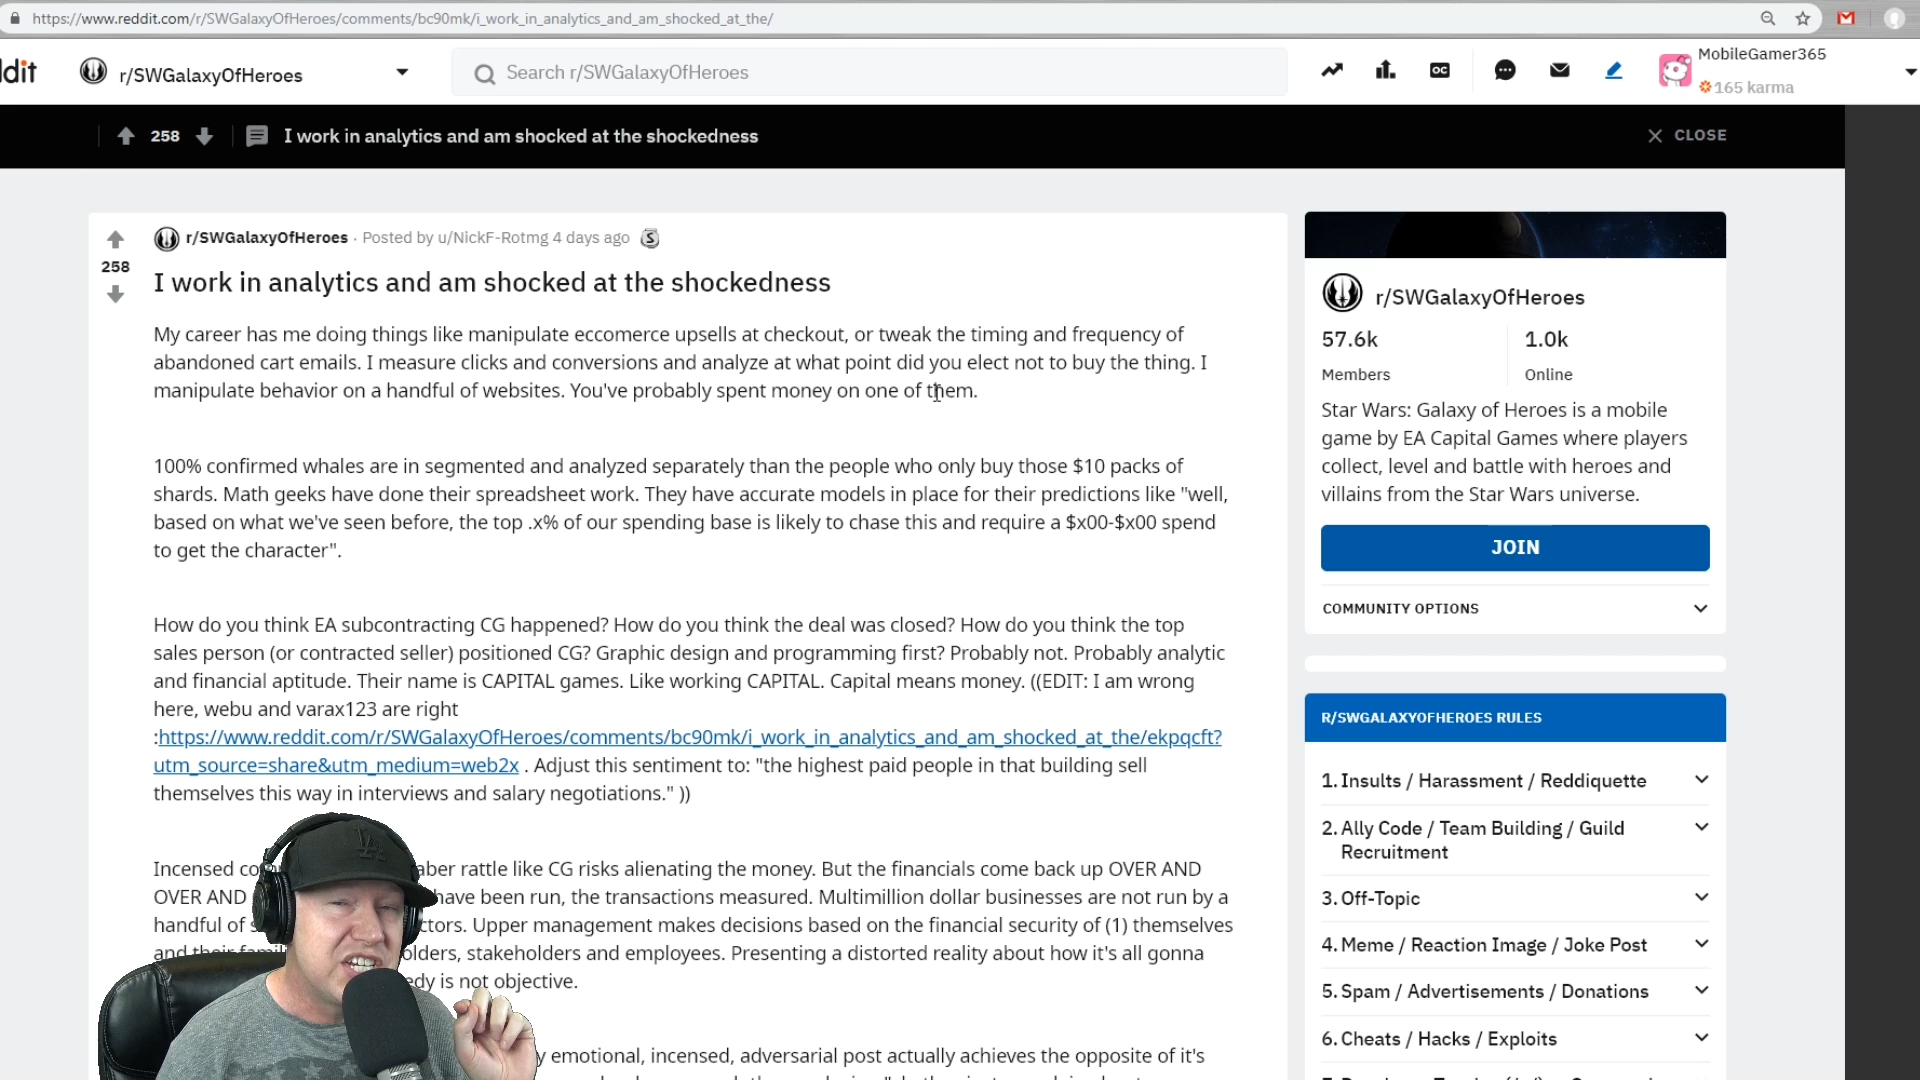 https://www.reddit.com/r/SWGalaxyOfHeroes/comments/bc90mk/i_work_in_analytics_and_am_shocked_at_the/
dit
r/SWGalaxyOfHeroes
Search r/SWGalaxyOfHeroes
OC
MobileGamer365
165 karma
258
I work in analytics and am shocked at the shockedness
CLOSE
r/SWGalaxyOfHeroes · Posted by u/NickF-Rotmg 4 days ago S
258
I work in analytics and am shocked at the shockedness
My career has me doing things like manipulate eccomerce upsells at checkout, or tweak the timing and frequency of
abandoned cart emails. I measure clicks and conversions and analyze at what point did you elect not to buy the thing. I
manipulate behavior on a handful of websites. You've probably spent money on one of them.
100% confirmed whales are in segmented and analyzed separately than the people who only buy those $10 packs of
shards. Math geeks have done their spreadsheet work. They have accurate models in place for their predictions like "well,
based on what we've seen before, the top .x% of our spending base is likely to chase this and require a $x00-$x00 spend
to get the character".
How do you think EA subcontracting CG happened? How do you think the deal was closed? How do you think the top
sales person (or contracted seller) positioned CG? Graphic design and programming first? Probably not. Probably analytic
and financial aptitude. Their name is CAPITAL games. Like working CAPITAL. Capital means money. ((EDIT: I am wrong
here, webu and varax123 are right
:https://www.reddit.com/r/SWGalaxyOfHeroes/comments/bc90mk/i_work_in_analytics_and_am_shocked_at_the/ekpqcft?
utm_source=share&utm_medium=web2x . Adjust this sentiment to: "the highest paid people in that building sell
themselves this way in interviews and salary negotiations." ))
Incensed rattle like CG risks alienating the money. But the financials come back up OVER AND
OVER AND have been run, the transactions measured. Multimillion dollar businesses are not run by a
handful of Upper management makes decisions based on the financial security of (1) themselves
and their stakeholders and employees. Presenting a distorted reality about how it's all gonna
is not objective.
emotional, incensed, adversarial post actually achieves the opposite of it's
r/SWGalaxyOfHeroes
57.6k
Members
1.0k
Online
Star Wars: Galaxy of Heroes is a mobile
game by EA Capital Games where players
collect, level and battle with heroes and
villains from the Star Wars universe.
JOIN
COMMUNITY OPTIONS
R/SWGALAXYOFHEROES RULES
1. Insults / Harassment / Reddiquette
2. Ally Code / Team Building / Guild
Recruitment
3. Off-Topic
4. Meme / Reaction Image / Joke Post
5. Spam / Advertisements / Donations
6. Cheats / Hacks / Exploits